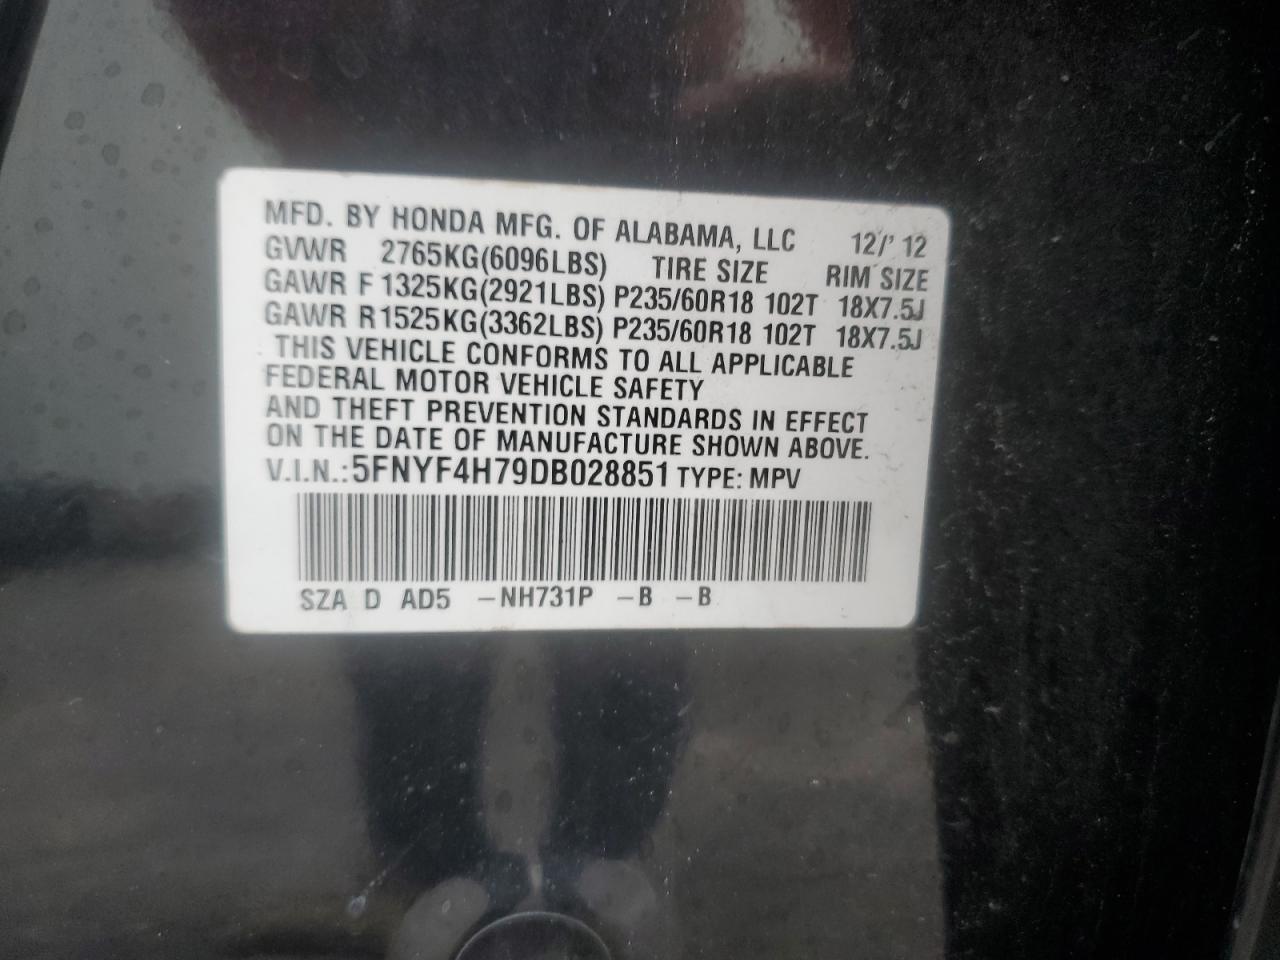 MFD. BY HONDA MFG. OF ALABAMA, LLC 12/' 12
GVWR 2765KG(6096LBS) TIRE SIZE RIM SIZE
GAWR F 1325KG(2921LBS) P235/60R18 102T 18X7.5J
GAWR R1525KG(3362LBS) P235/60R18 102T 18X7.5J
THIS VEHICLE CONFORMS TO ALL APPLICABLE
FEDERAL MOTOR VEHICLE SAFETY
AND THEFT PREVENTION STANDARDS IN EFFECT
ON THE DATE OF MANUFACTURE SHOWN ABOVE.
V.I.N.:5FNYF4H79DB028851 TYPE: MPV
SZA D AD5 -NH731P -B -B